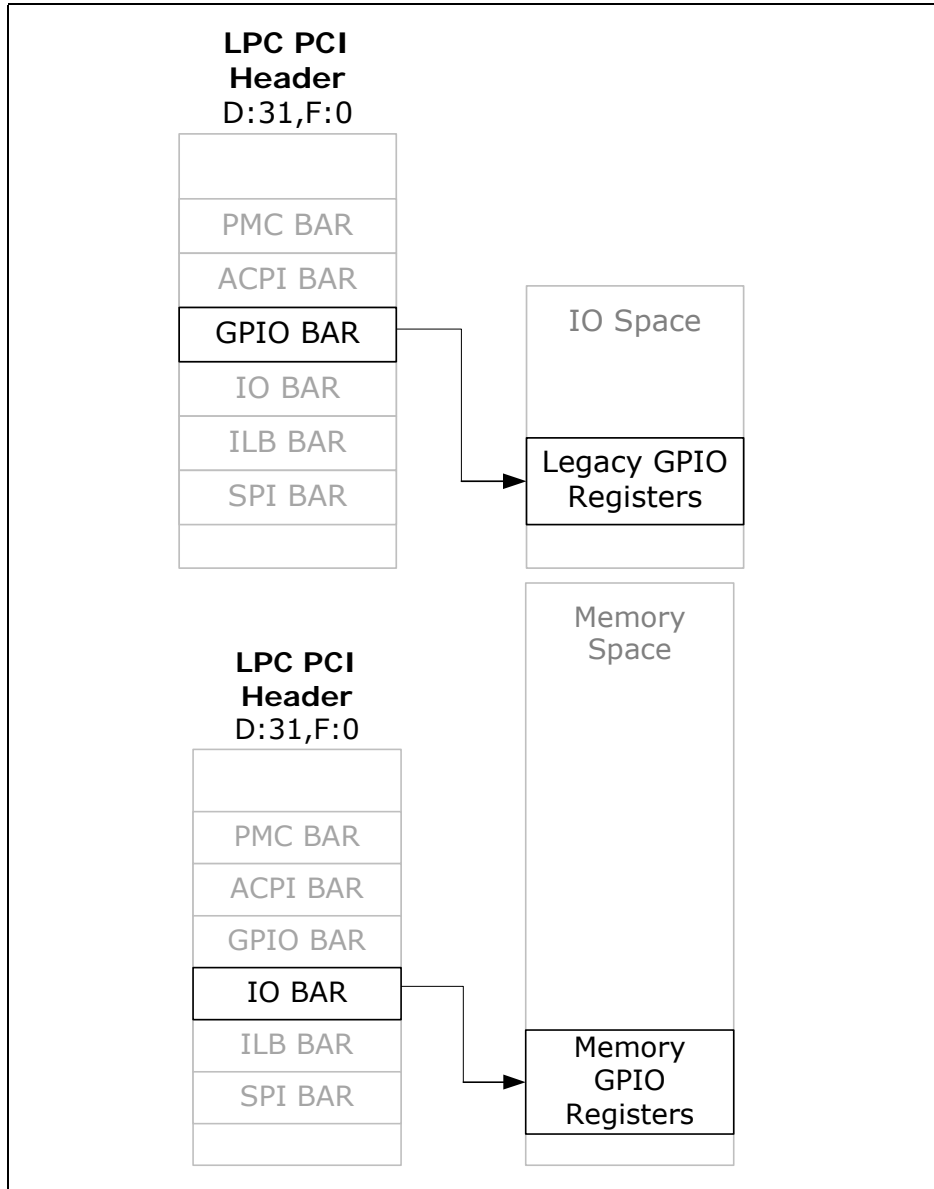 LPC PCI
Header
D:31,F:0
PMC BAR
ACPI BAR
GPIO BAR
IO BAR
ILB BAR
SPI BAR
IO Space
Legacy GPIO
Registers
Memory
Space
LPC PCI
Header
D:31,F:0
PMC BAR
ACPI BAR
GPIO BAR
IO BAR
ILB BAR
SPI BAR
Memory
GPIO
Registers